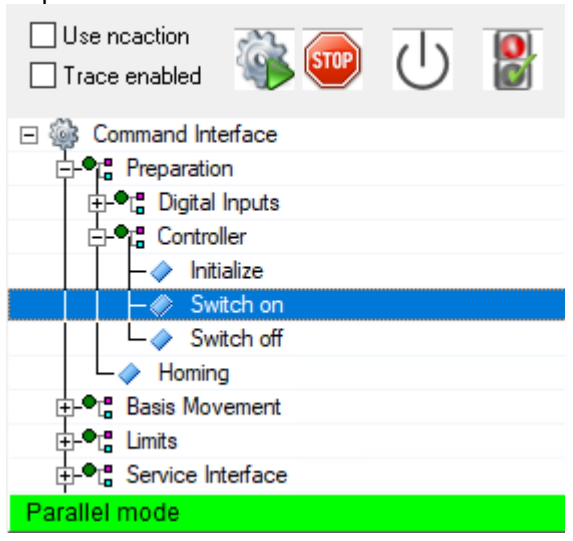 Use ncaction
Trace enabled
STOP
Command Interface
Preparation
Digital Inputs
Controller
Initialize
Switch on
Switch off
Homing
Basis Movement
Limits
Service Interface
Parallel mode